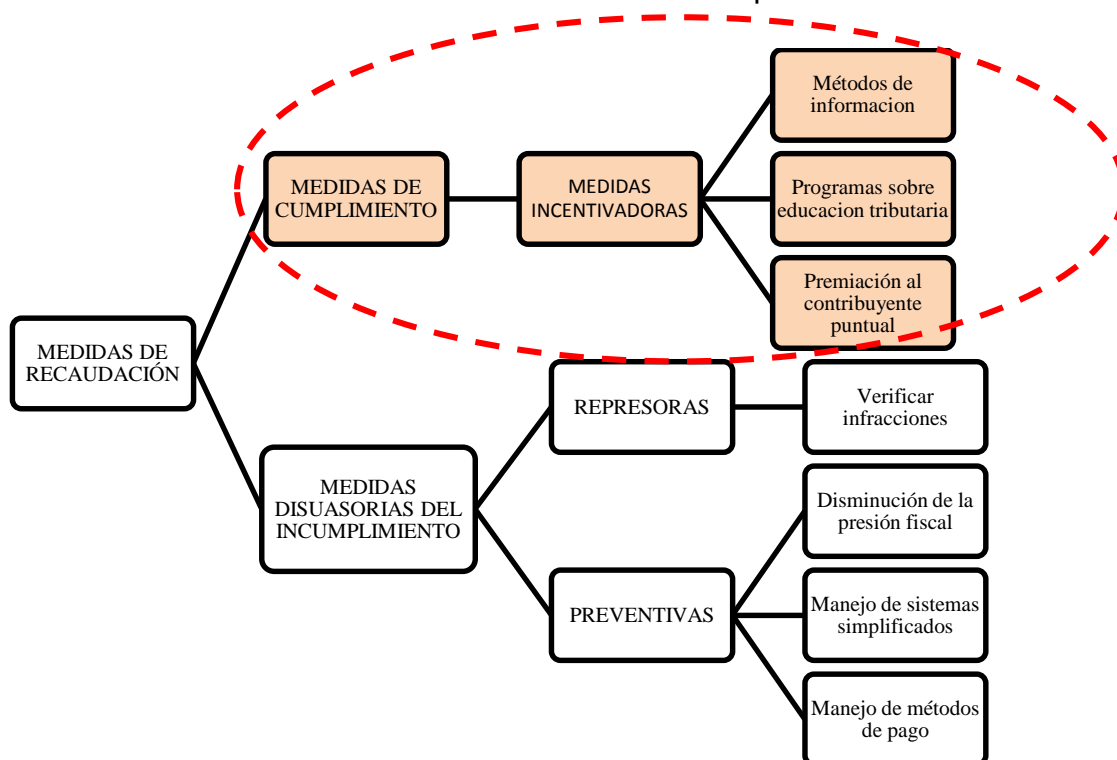 Métodos de
informacion
MEDIDAS DE
CUMPLIMIENTO
MEDIDAS
INCENTIVADORAS
Programas sobre
educacion tributaria
Premiación al
contribuyente
puntual
MEDIDAS DE
RECAUDACIÓN
REPRESORAS
Verificar
infracciones
MEDIDAS
DISUASORIAS DEL
INCUMPLIMIENTO
Disminución de la
presión fiscal
PREVENTIVAS
Manejo de sistemas
simplificados
Manejo de métodos
de pago